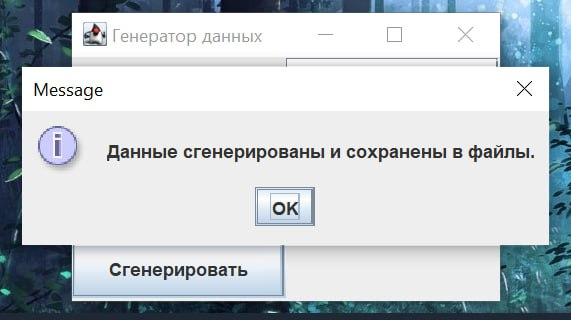 Генератор данных
Message
Данные сгенерированы и сохранены в файлы.
OK
Сгенерировать